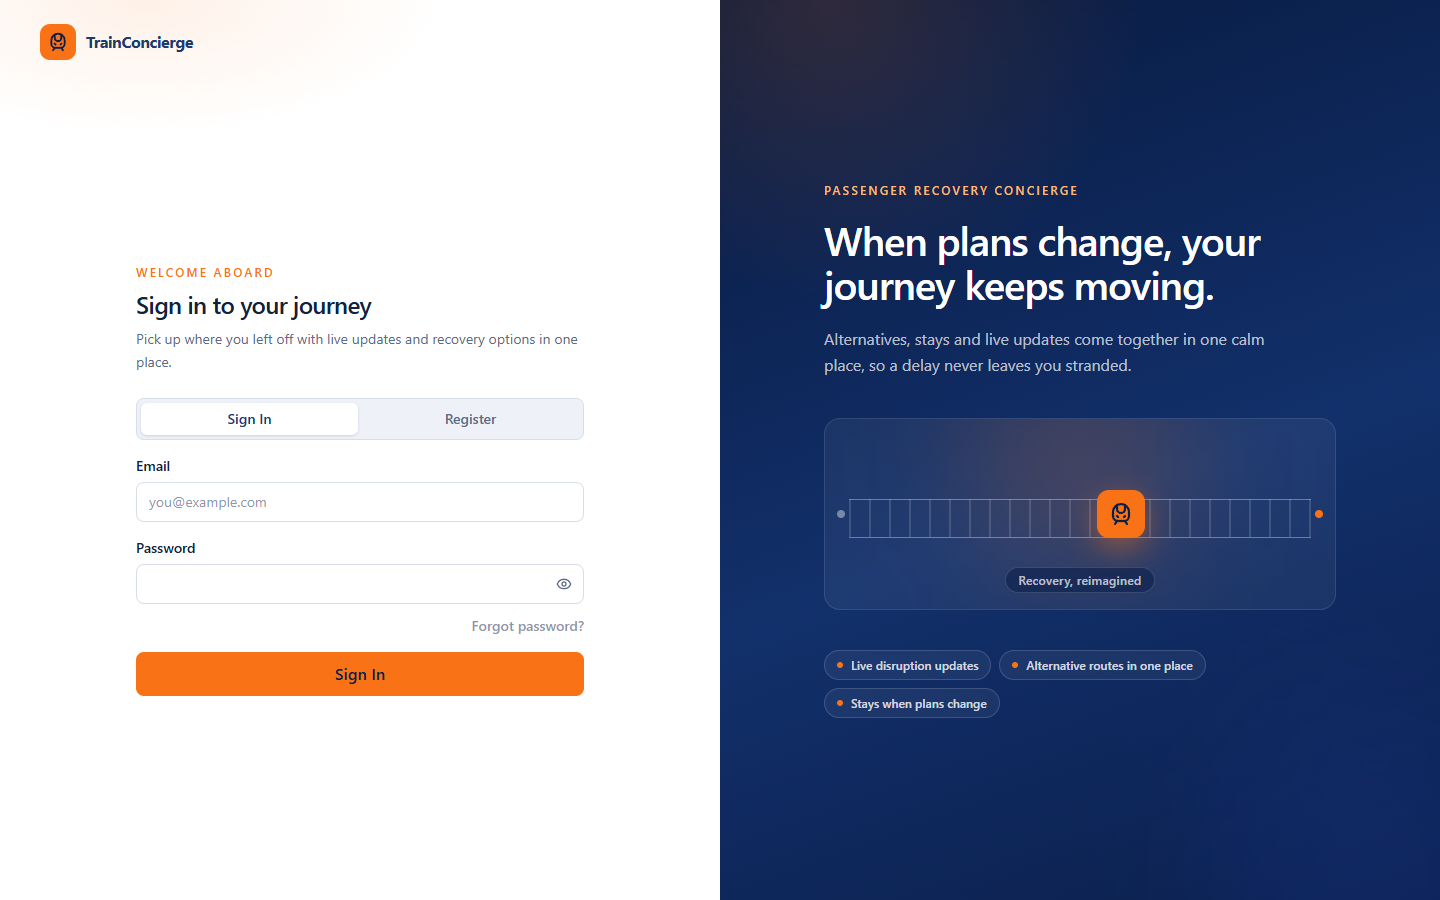 TrainConcierge
WELCOME ABOARD
Sign in to your journey
Pick up where you left off with live updates and recovery options in one
place.
Sign In
Register
Email
you@example.com
Password
Forgot password?
Sign In
PASSENGER RECOVERY CONCIERGE
When plans change, your
journey keeps moving.
Alternatives, stays and live updates come together in one calm
place, so a delay never leaves you stranded.
Recovery, reimagined
Live disruption updates
Alternative routes in one place
Stays when plans change